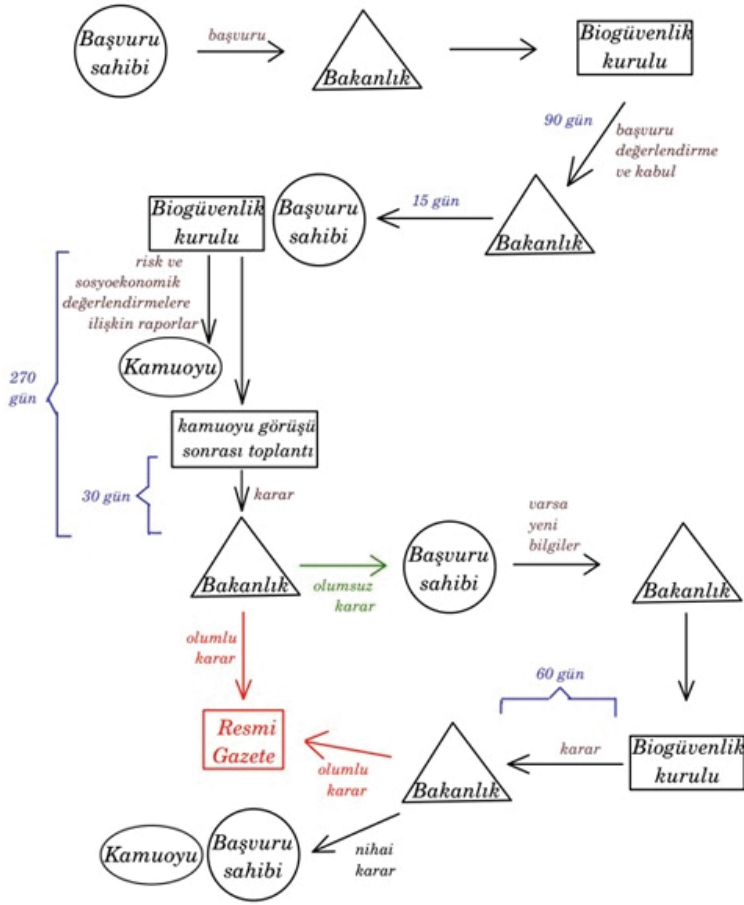 Başvuru
sahibi
başvuru
Bakanlık
Biogüvenlik
kurulu
90 gün
başvuru
değerlendirme
ve kabul
Bakanlık
15 gün
Başvuru
sahibi
Biogüvenlik
kurulu
risk ve
sosyoekonomik
değerlendirmelere
ilişkin raporlar
Kamuoyu
270
gün
kamuoyu görüşü
sonrası toplantı
30 gün
karar
Bakanlık
olumsuz
karar
Başvuru
sahibi
varsa
yeni
bilgiler
Bakanlık
olumlu
karar
Resmi
Gazete
60 gün
Biogüvenlik
kurulu
karar
Bakanlık
olumlu
karar
nihai
karar
Başvuru
sahibi
Kamuoyu